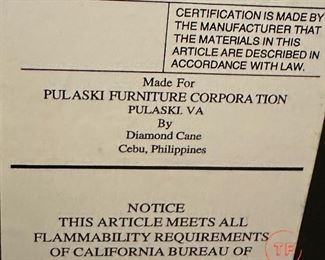 CERTIFICATION IS MADE BY
THE MANUFACTURER THAT
THE MATERIALS IN THIS
ARTICLE ARE DESCRIBED IN
ACCORDANCE WITH LAW.
Made For
PULASKI FURNITURE CORPORATION
PULASKI, VA
By
Diamond Cane
Cebu, Philippines
NOTICE
THIS ARTICLE MEETS ALL
FLAMMABILITY REQUIREMENTS
OF CALIFORNIA BUREAU OF
TF